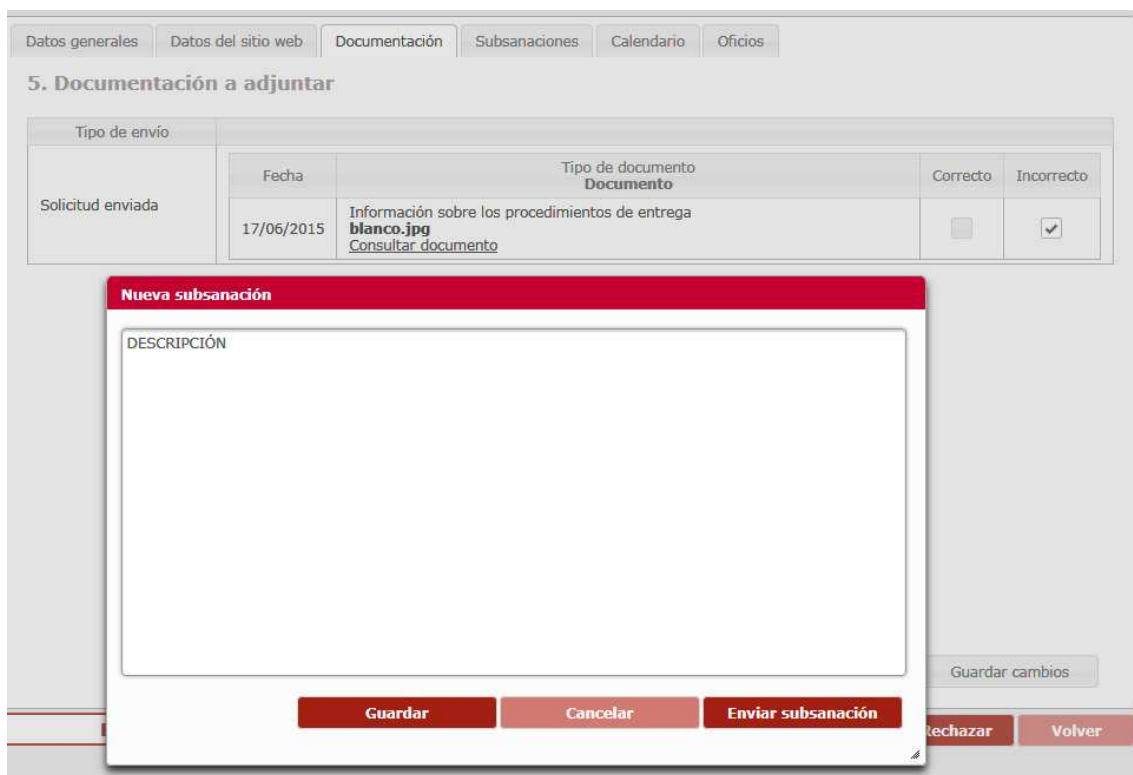 Datos generales Datos del sitio web Documentación Subsanaciones Calendario Oficios
5. Documentación a adjuntar
Tipo de envío
Fecha Tipo de documento Correcto Incorrecto
Documento
Solicitud enviada
17/06/2015 Información sobre los procedimientos de entrega
blanco.jpg
Consultar documento
Nueva subsanación
DESCRIPCIÓN
Guardar cambios
Guardar Cancelar Enviar subsanación
Volver